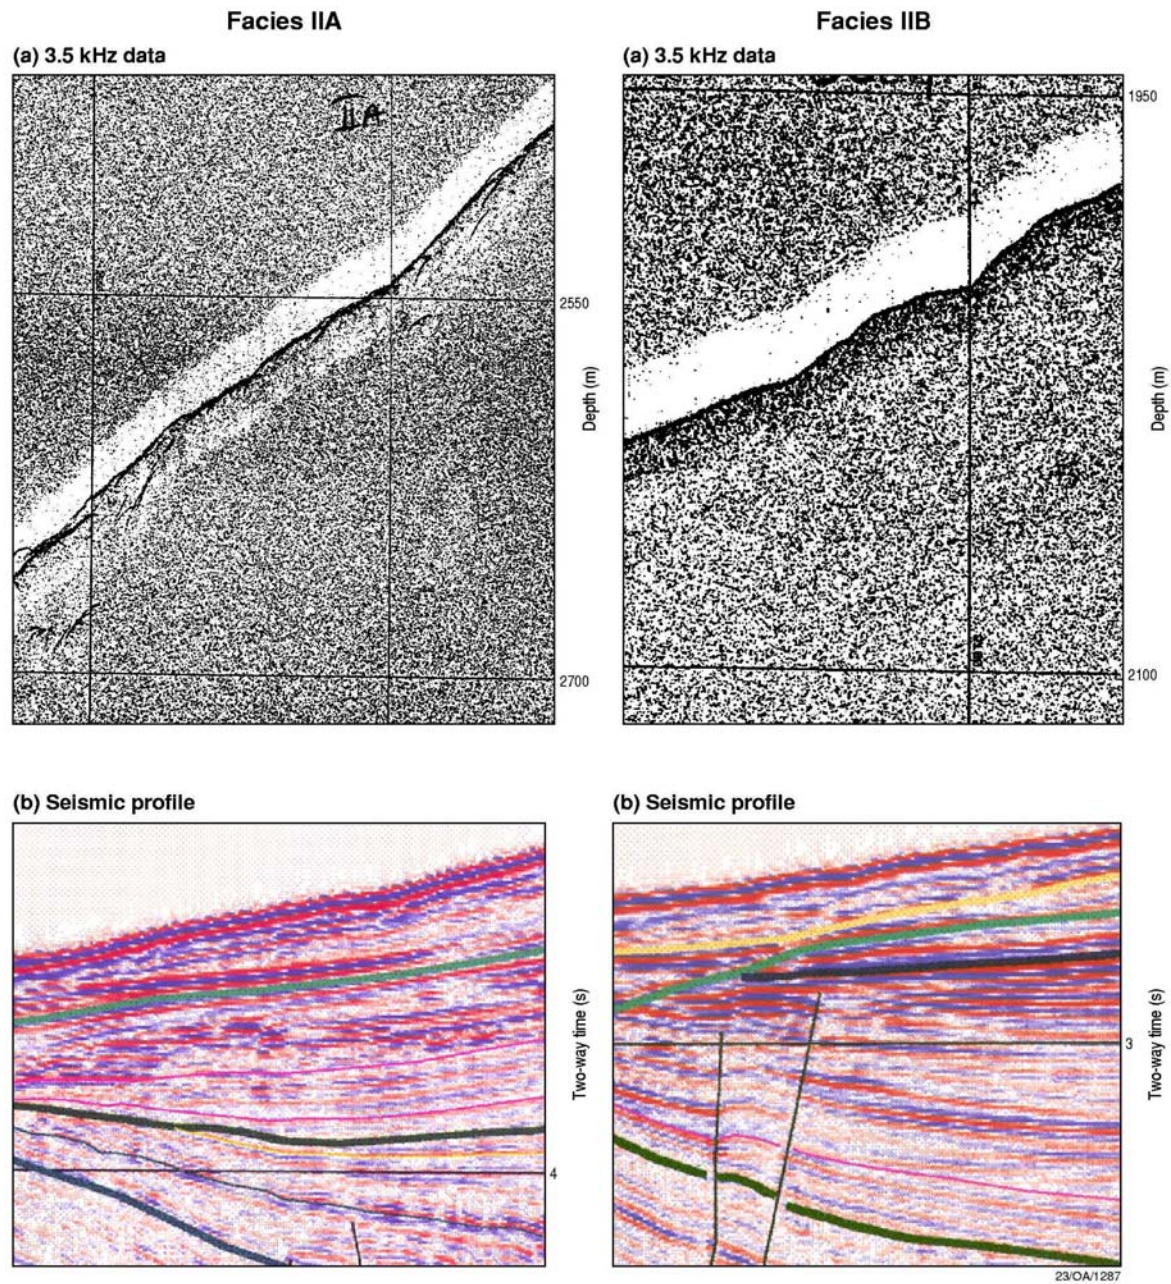 Facies IIA
Facies IIB
(a) 3.5 kHz data
(a) 3.5 kHz data
IIA
1950
2550
Depth (m)
Depth (m)
2700
2100
(b) Seismic profile
(b) Seismic profile
Two-way time (s)
Two-way time (s)
3
4
23/OA/1287